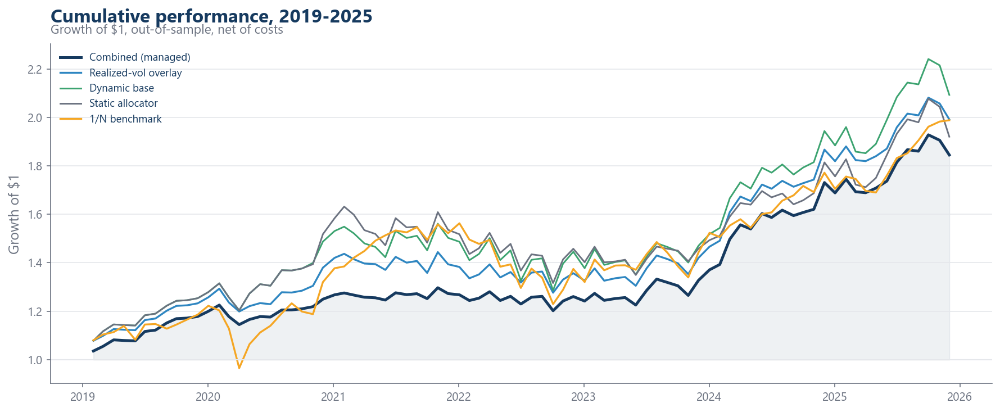 Cumulative performance, 2019-2025
Growth of $1, out-of-sample, net of costs
Combined (managed)
Realized-vol overlay
Dynamic base
Static allocator
1/N benchmark
Growth of $1
2.2
2.0
1.8
1.6
1.4
1.2
1.0
2019 2020 2021 2022 2023 2024 2025 2026